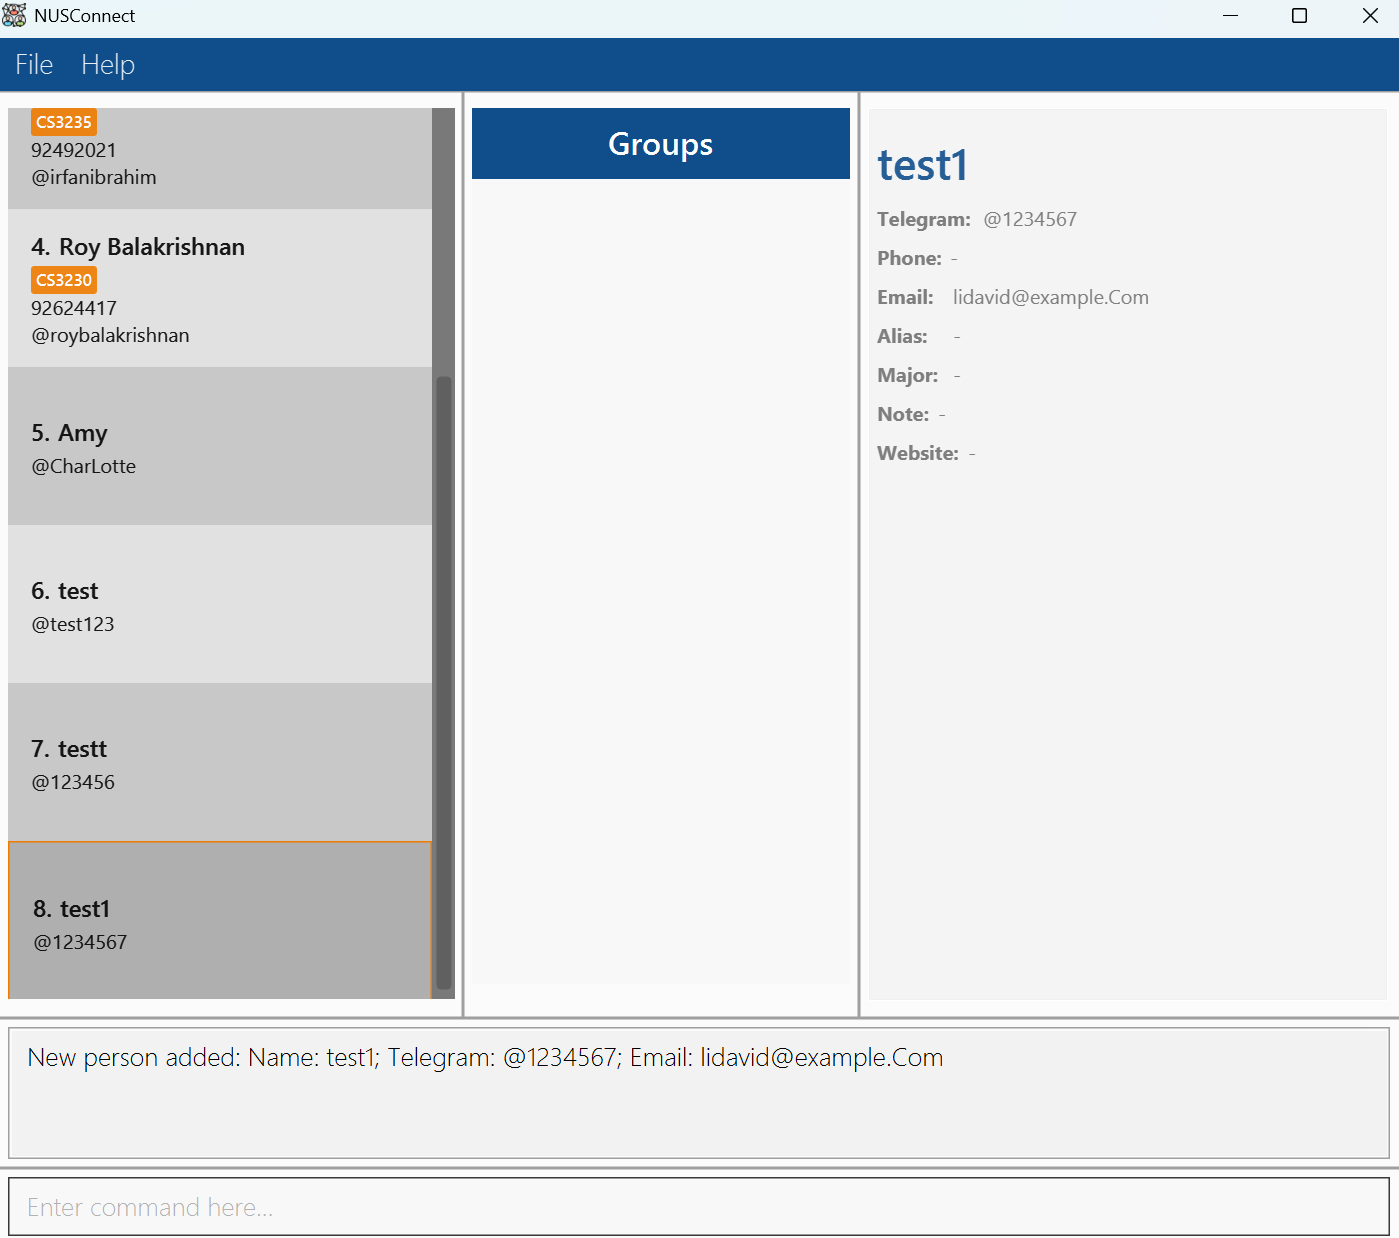 NUSConnect
File Help
CS3235
92492021
@irfanibrahim
4. Roy Balakrishnan
CS3230
92624417
@roybalakrishnan
5. Amy
@CharLotte
6. test
@test123
7. testt
@123456
8. test1
@1234567
Groups
test1
Telegram: @1234567
Phone: -
Email: lidavid@example.Com
Alias: -
Major: -
Note: -
Website: -
New person added: Name: test1; Telegram: @1234567; Email: lidavid@example.Com
Enter command here...